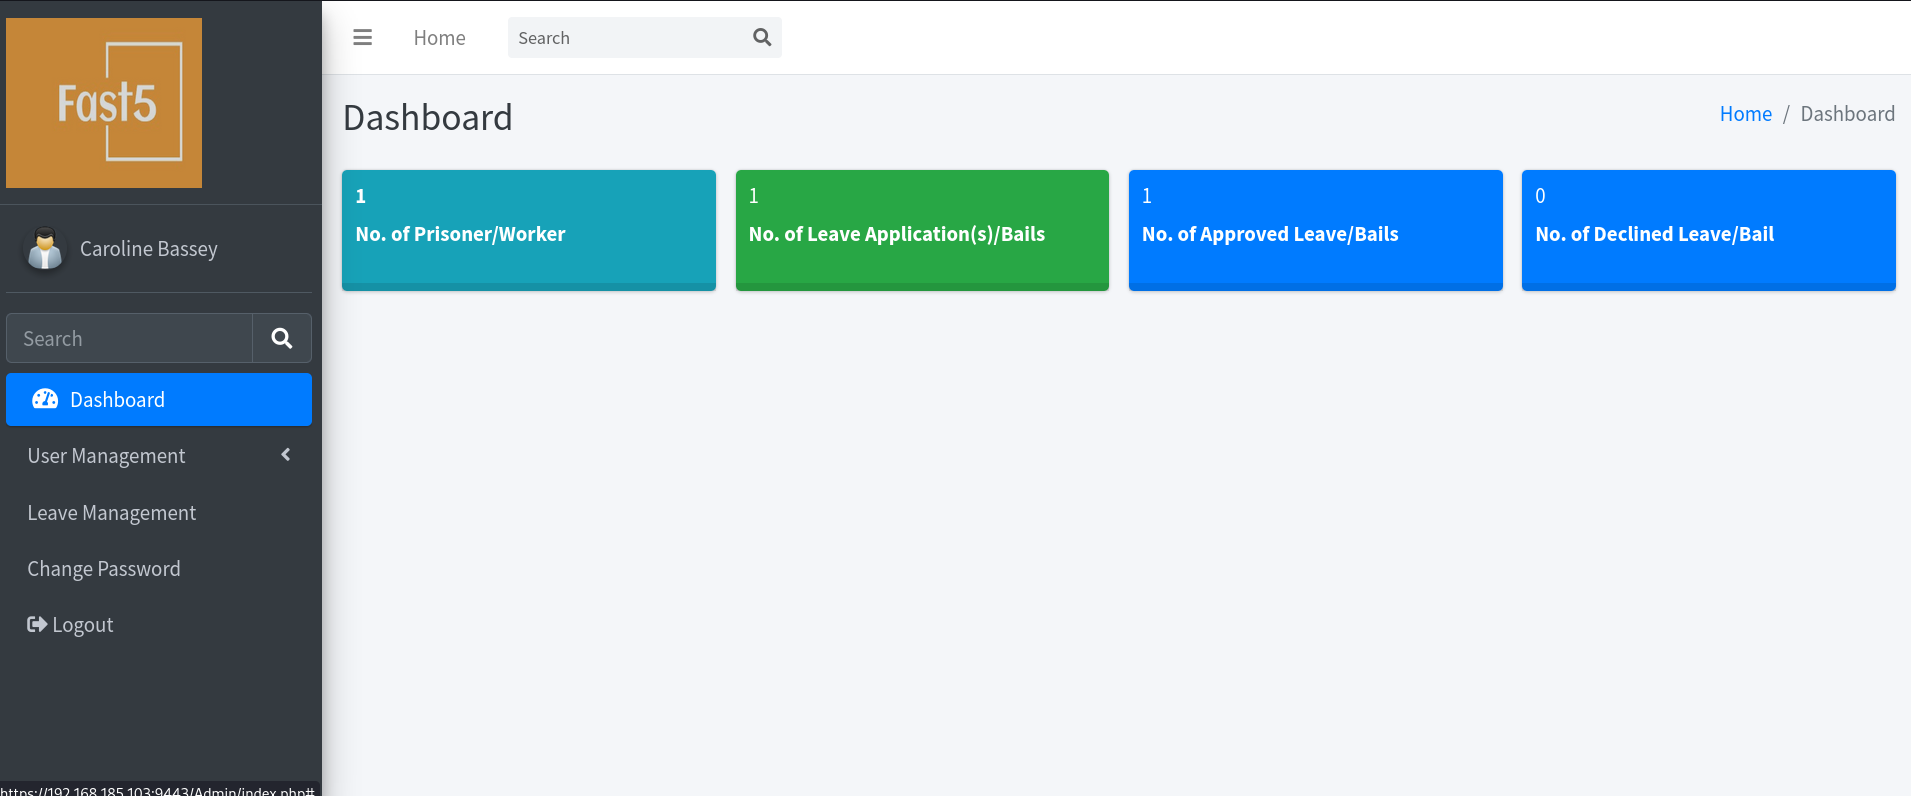 Fast5
Caroline Bassey
Search
Dashboard
User Management
Leave Management
Change Password
Logout
Home
Search
Dashboard
Home / Dashboard
1
No. of Prisoner/Worker
1
No. of Leave Application(s)/Bails
1
No. of Approved Leave/Bails
0
No. of Declined Leave/Bail
https://192.168.185.103:9443/Admin/index.php#